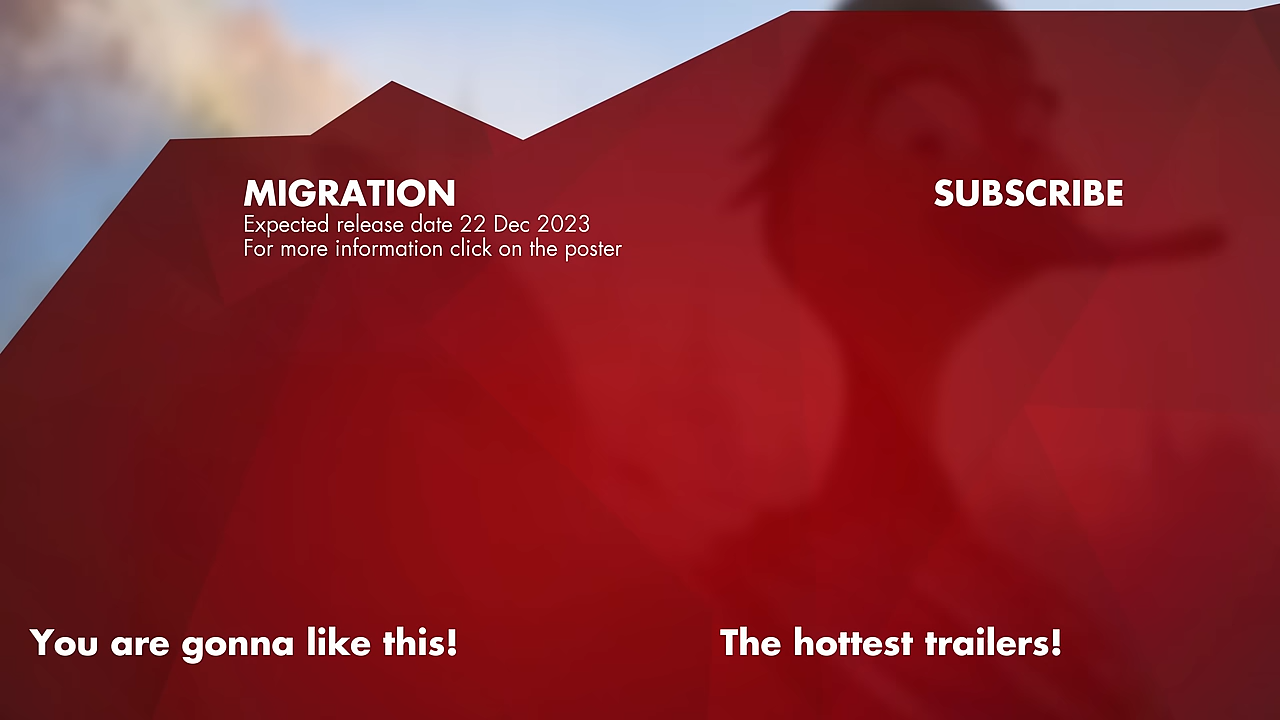 MIGRATION
Expected release date 22 Dec 2023
For more information click on the poster
SUBSCRIBE
You are gonna like this!
The hottest trailers!